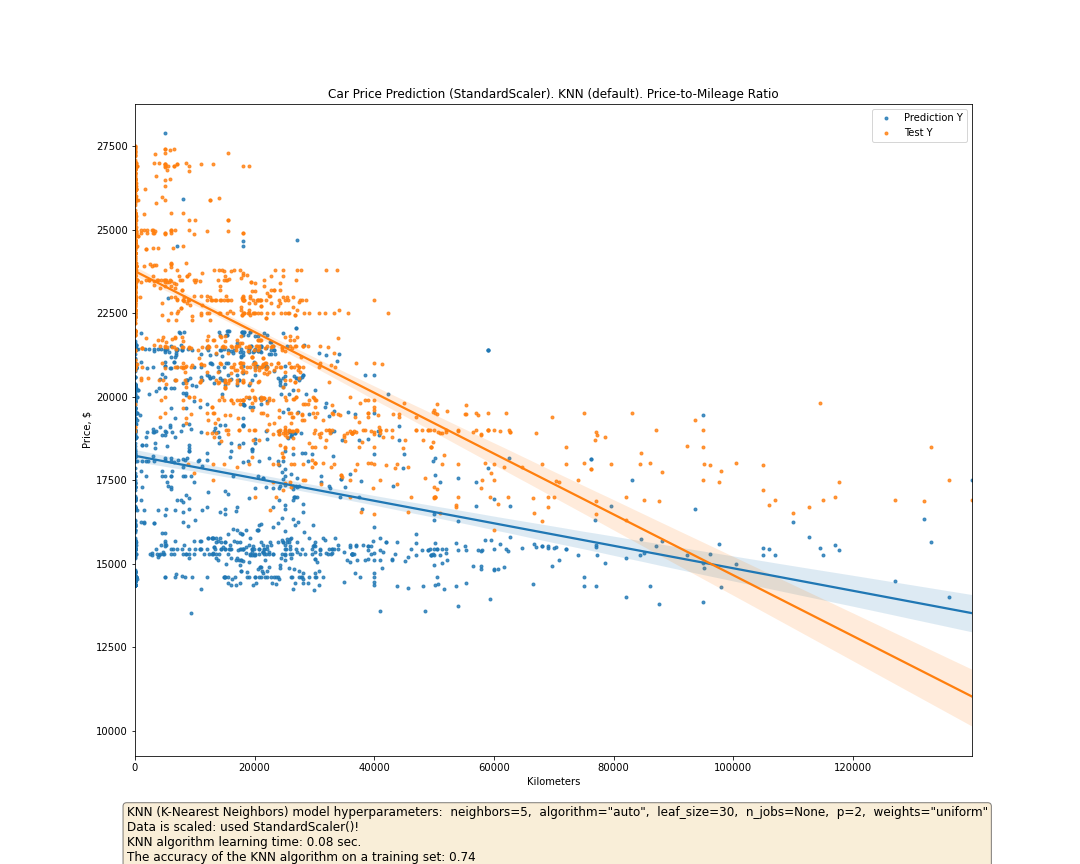 Car Price Prediction (StandardScaler). KNN (default). Price-to-Mileage Ratio
Prediction Y
Test Y
27500
25000
22500
20000
17500
15000
12500
10000
Price, $
0
20000
40000
60000
80000
100000
120000
Kilometers
KNN (K-Nearest Neighbors) model hyperparameters:  neighbors=5,  algorithm="auto",  leaf_size=30,  n_jobs=None,  p=2,  weights="uniform"
Data is scaled: used StandardScaler()!
KNN algorithm learning time: 0.08 sec.
The accuracy of the KNN algorithm on a training set: 0.74